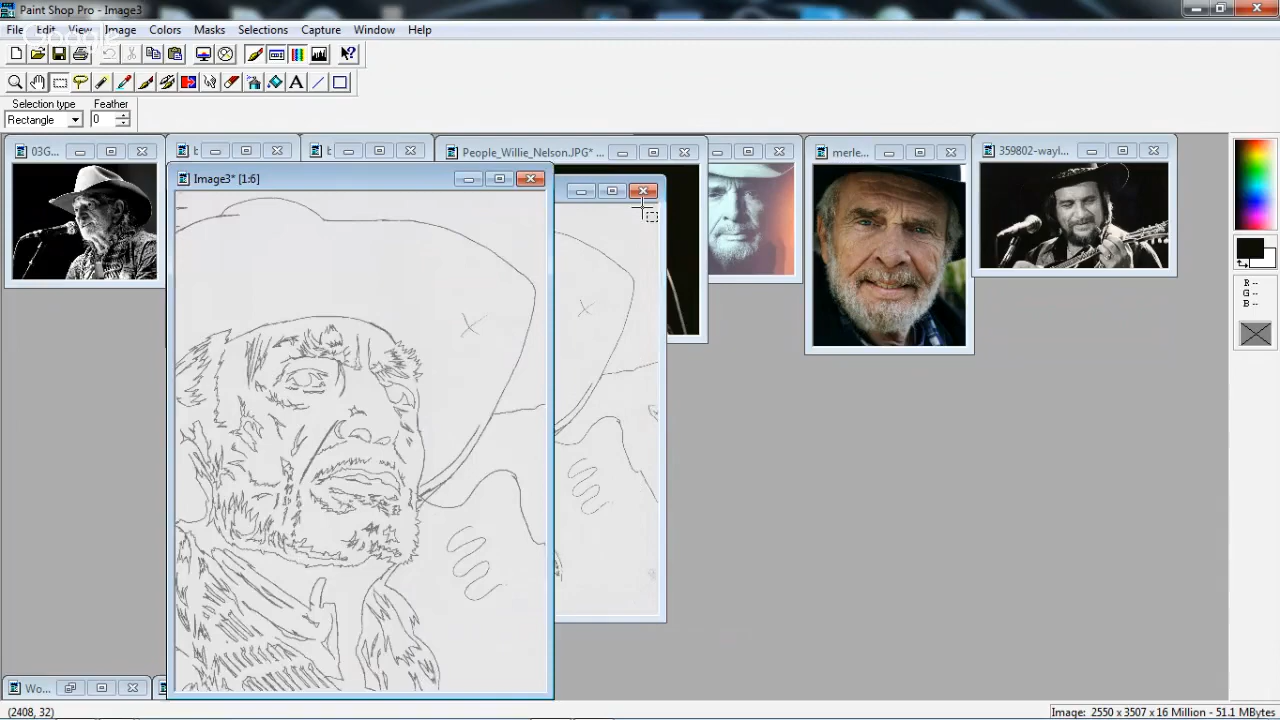 Paint Shop Pro - Image3
File Edit View Image Colors Masks Selections Capture Window Help
Google
Selection type Feather
Rectangle 0
03G...
t
t
People_Willie_Nelson.JPG* ...
merle...
359802-wayl...
Image3* [1:6]
R --
G --
B --
Wo...
(2408, 32)
Image: 2550 x 3507 x 16 Million - 51.1 MBytes